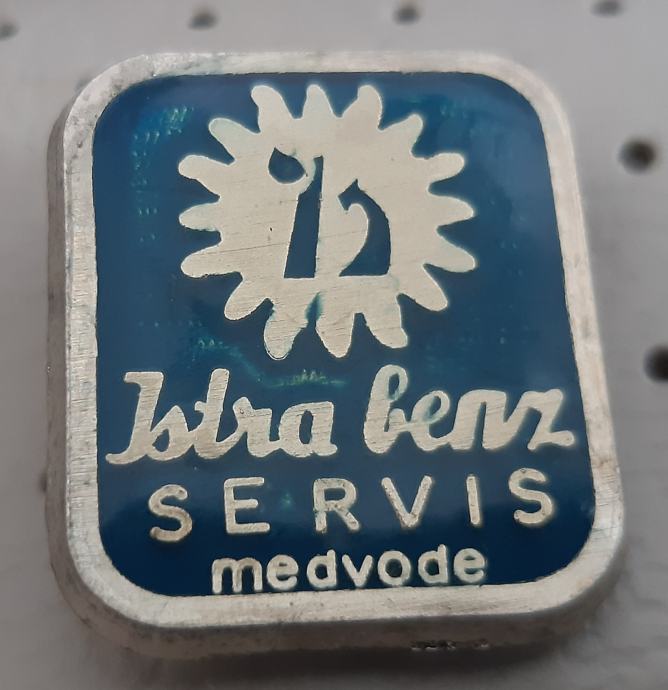 Istra benz
SERVIS
medvode